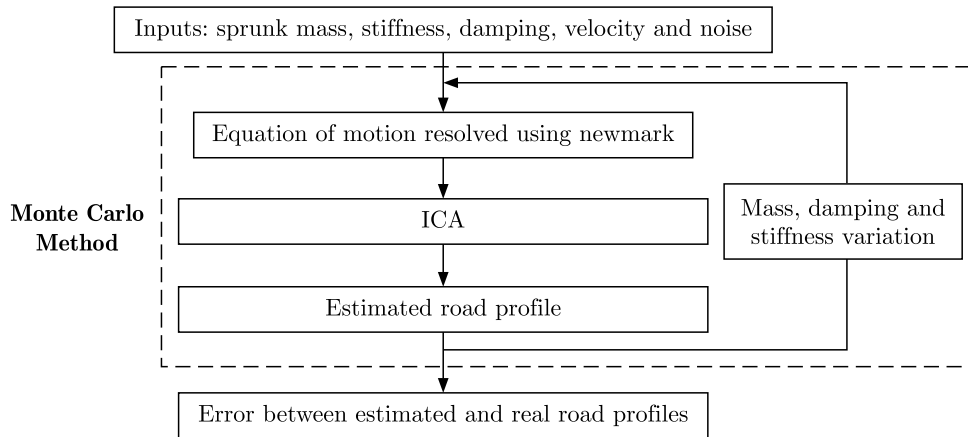 Inputs: sprunk mass, stiffness, damping, velocity and noise
Equation of motion resolved using newmark
ICA
Monte Carlo
Method
Mass, damping and
stiffness variation
Estimated road profile
Error between estimated and real road profiles